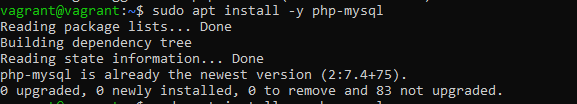 vagrant@vagrant:~$ sudo apt install -y php-mysql
Reading package lists... Done
Building dependency tree
Reading state information... Done
php-mysql is already the newest version (2:7.4+75).
0 upgraded, 0 newly installed, 0 to remove and 83 not upgraded.